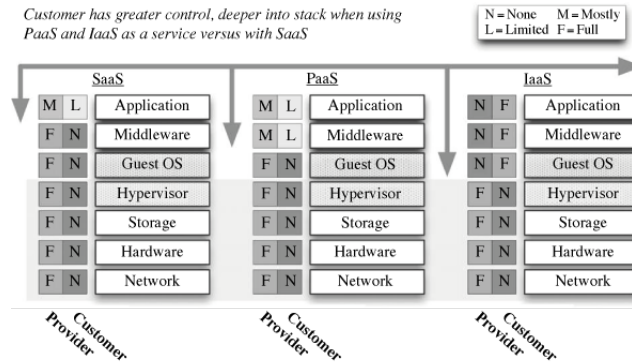 Customer has greater control, deeper into stack when using
PaaS and IaaS as a service versus with SaaS
N = None M = Mostly
L = Limited F = Full
SaaS PaaS IaaS
M L Application M L Application N F Application
F N Middleware M L Middleware N F Middleware
F N Guest OS F N Guest OS N F Guest OS
F N Hypervisor F N Hypervisor F N Hypervisor
F N Storage F N Storage F N Storage
F N Hardware F N Hardware F N Hardware
F N Network F N Network F N Network
Provider Customer Provider Customer Provider Customer